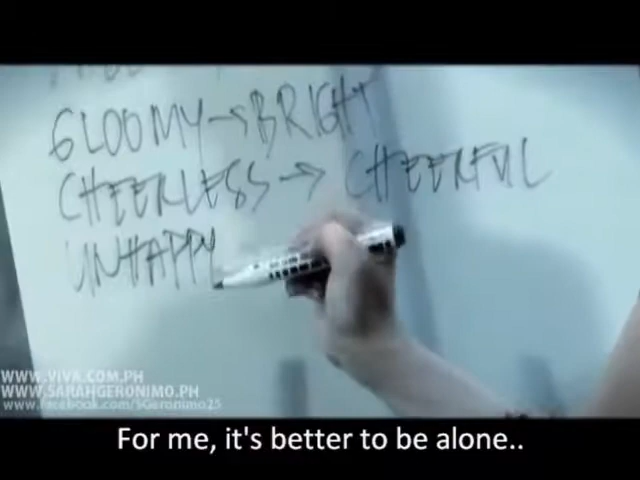 GLOOMY → BRIGHT
CHEERLESS → CHEERFUL
UNHAPPY
WWW.VIVA.COM.PH
WWW.SARAHGERONIMO.PH
www.facebook.com/SGeronimo25
For me, it's better to be alone..